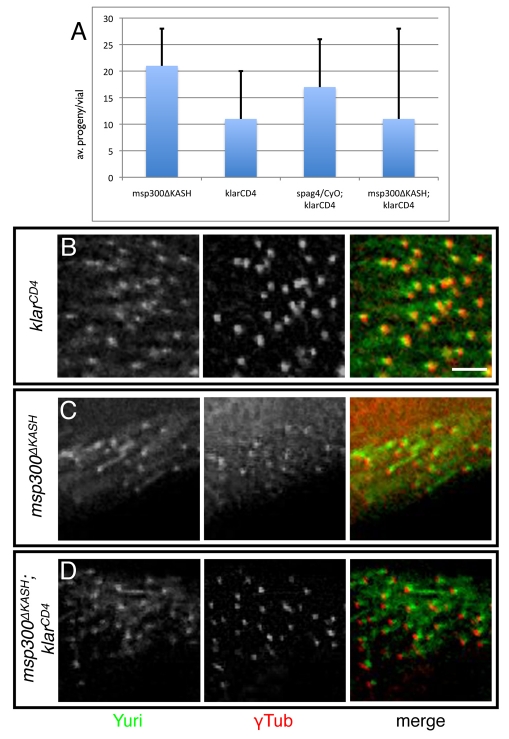 A
av. progeny/vial
30
25
20
15
10
5
0
msp300ΔKASH
klarCD4
spag4/CyO;
klarCD4
msp300ΔKASH;
klarCD4
B
klarCD4
C
msp300ΔKASH
D
msp300ΔKASH;
klarCD4
Yuri
γTub
merge